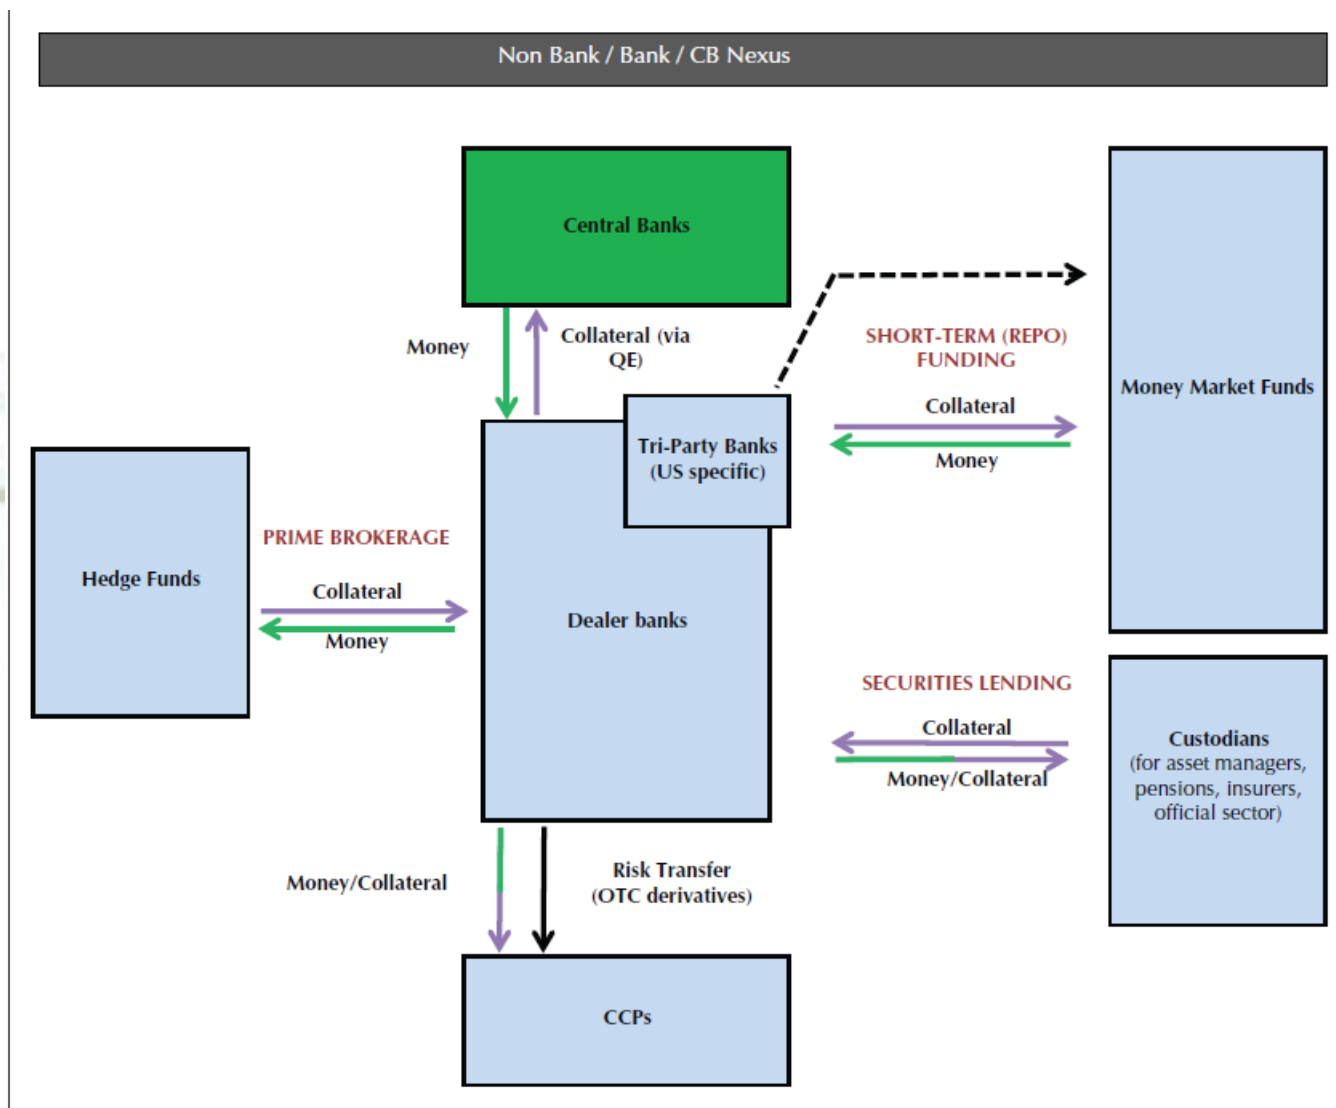 Non Bank / Bank / CB Nexus
Central Banks
Money
Collateral (via
QE)
SHORT-TERM (REPO)
FUNDING
Collateral
Money
Money Market Funds
Tri-Party Banks
(US specific)
PRIME BROKERAGE
Hedge Funds
Collateral
Money
Dealer banks
SECURITIES LENDING
Collateral
Money/Collateral
Custodians
(for asset managers,
pensions, insurers,
official sector)
Money/Collateral
Risk Transfer
(OTC derivatives)
CCPs